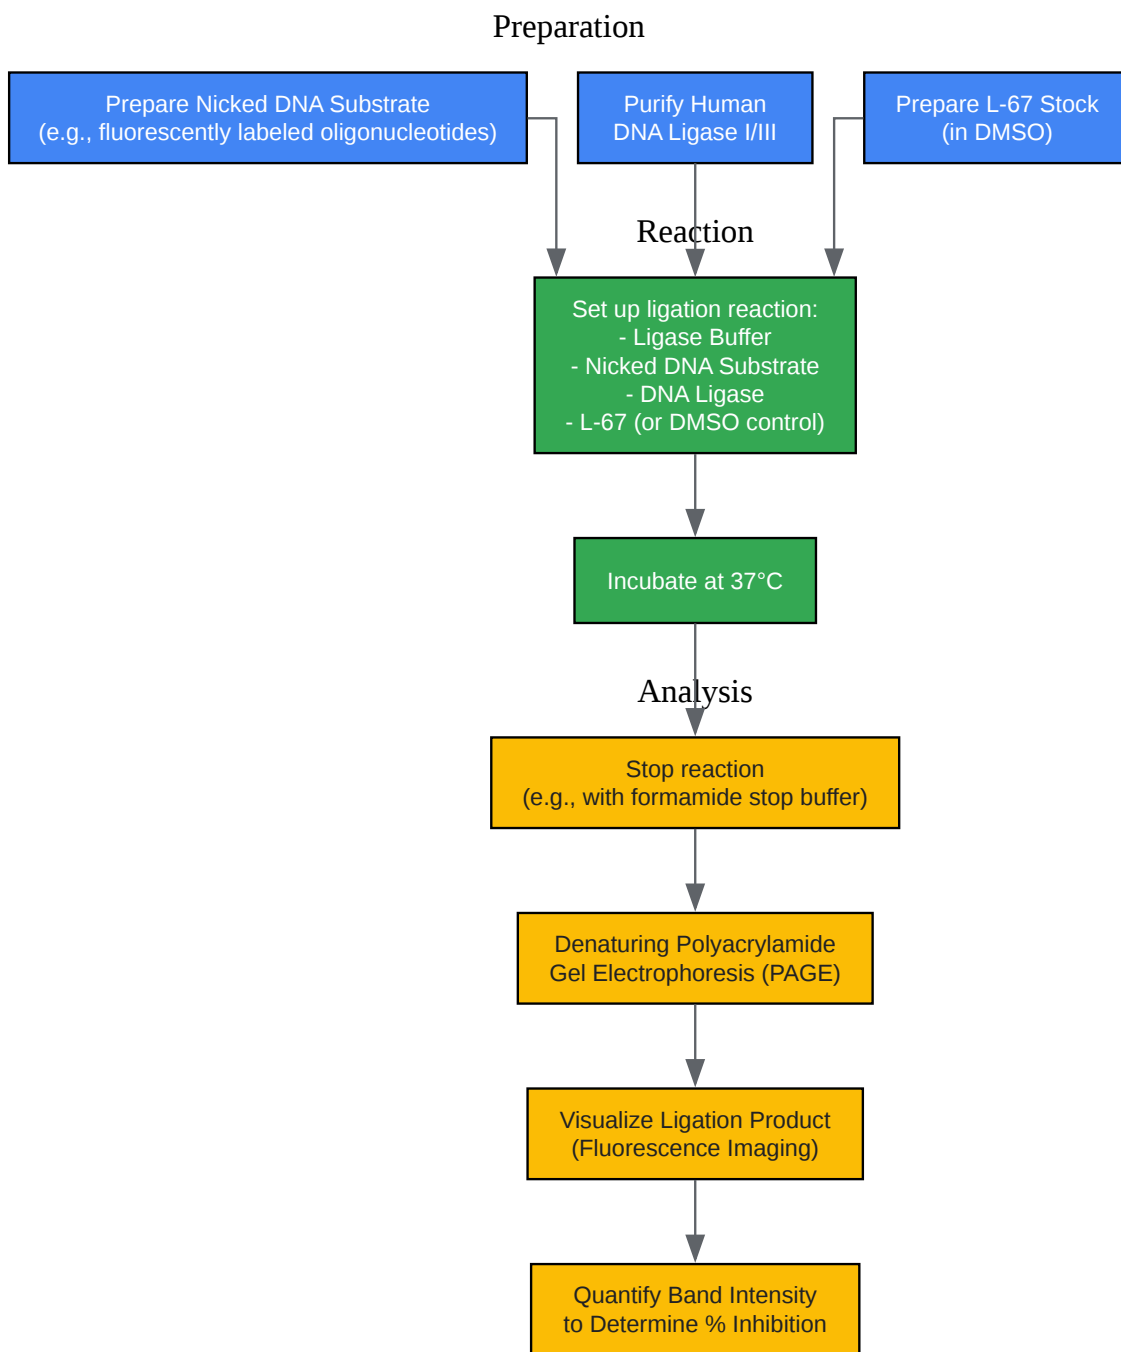 Preparation
Prepare Nicked DNA Substrate
(e.g., fluorescently labeled oligonucleotides)
Purify Human
DNA Ligase I/III
Prepare L-67 Stock
(in DMSO)
Reaction
Set up ligation reaction:
- Ligase Buffer
- Nicked DNA Substrate
- DNA Ligase
- L-67 (or DMSO control)
Incubate at 37°C
Analysis
Stop reaction
(e.g., with formamide stop buffer)
Denaturing Polyacrylamide
Gel Electrophoresis (PAGE)
Visualize Ligation Product
(Fluorescence Imaging)
Quantify Band Intensity
to Determine % Inhibition